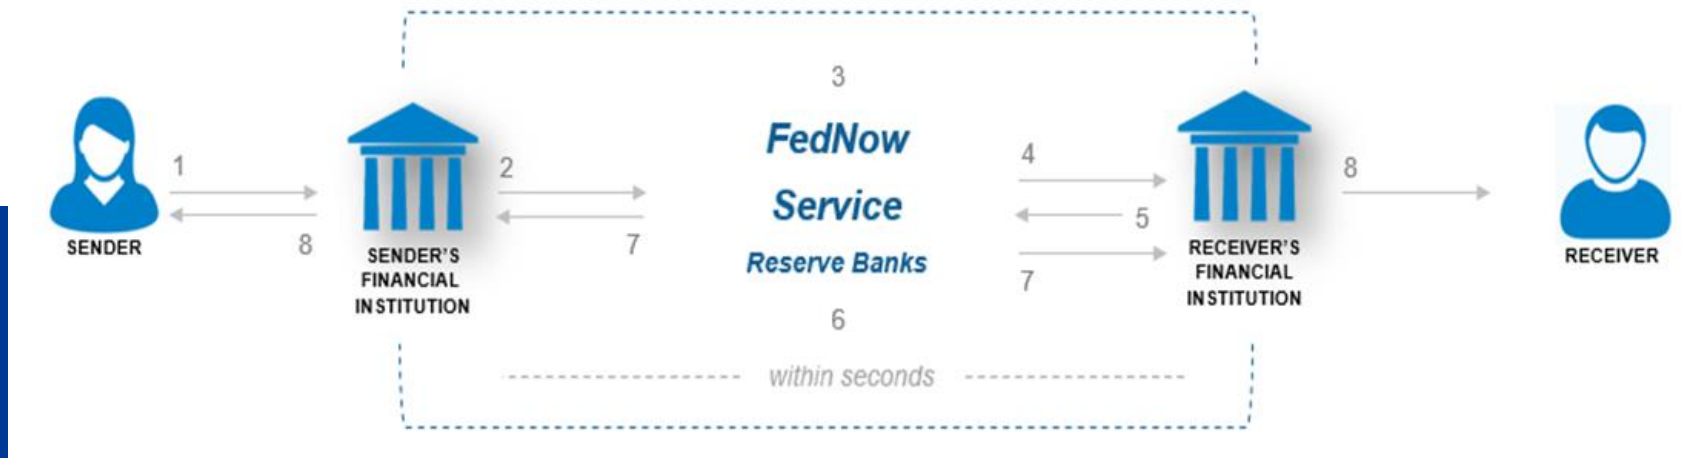 3
FedNow
Service
Reserve Banks
6
within seconds
1
8
SENDER
SENDER'S
FINANCIAL
INSTITUTION
2
7
4
5
7
RECEIVER'S
FINANCIAL
INSTITUTION
8
RECEIVER